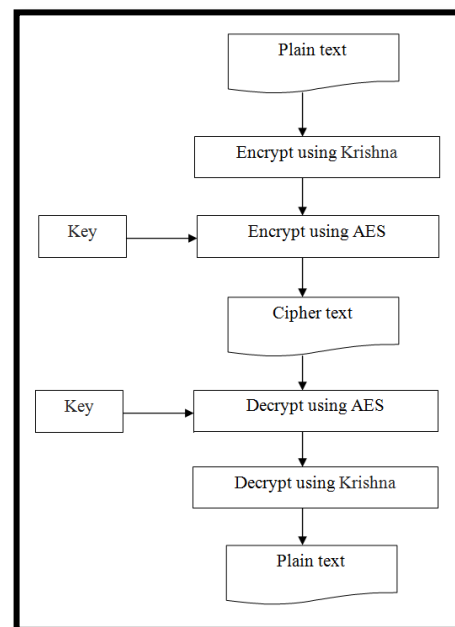 Plain text
Encrypt using Krishna
Key
Encrypt using AES
Cipher text
Key
Decrypt using AES
Decrypt using Krishna
Plain text